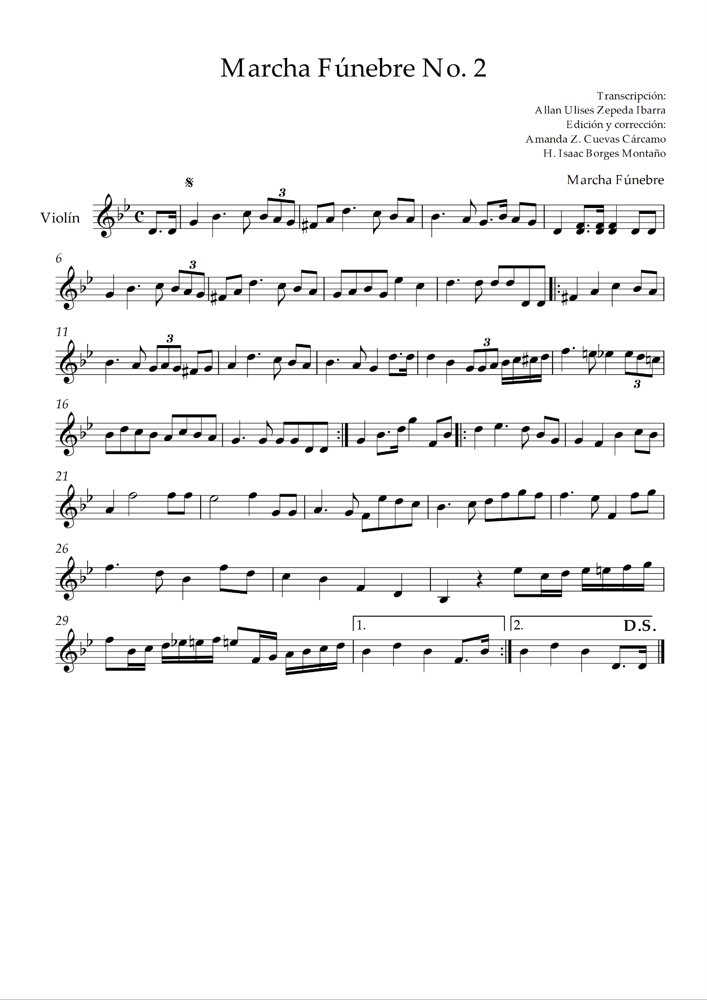 Marcha Fúnebre No. 2
Transcripción:
Allan Ulises Zepeda Ibarra
Edición y corrección:
Amanda Z. Cuevas Cárcamo
H. Isaac Borges Montaño
Marcha Fúnebre
Violín
3
6
3
11
3
3
3
16
21
26
29
1.
2.
D.S.